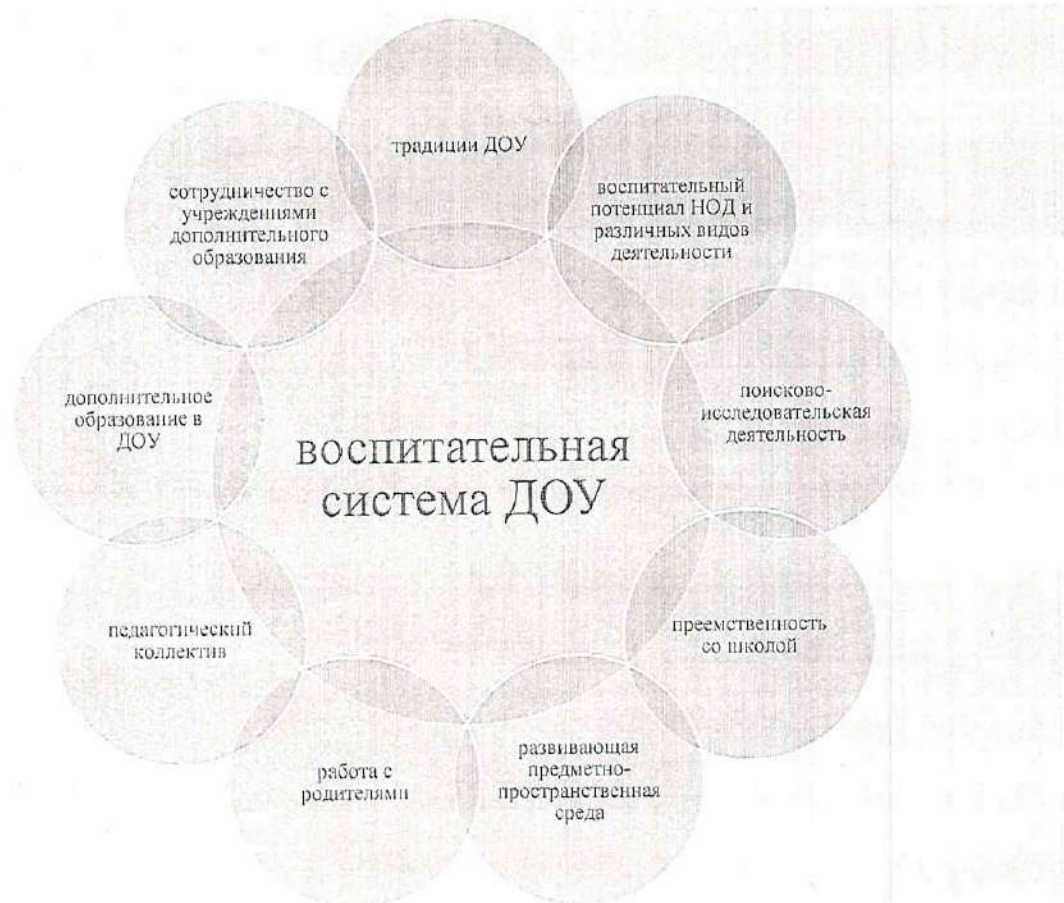 традиции ДОУ
воспитательный
потенциал НОД и
различных видов
деятельности
поисково-
исследовательская
деятельность
преемственность
со школой
развивающая
предметно-
пространственная
среда
работа с
родителями
педагогический
коллектив
дополнительное
образование в
ДОУ
сотрудничество с
учреждениями
дополнительного
образования
воспитательная
система ДОУ